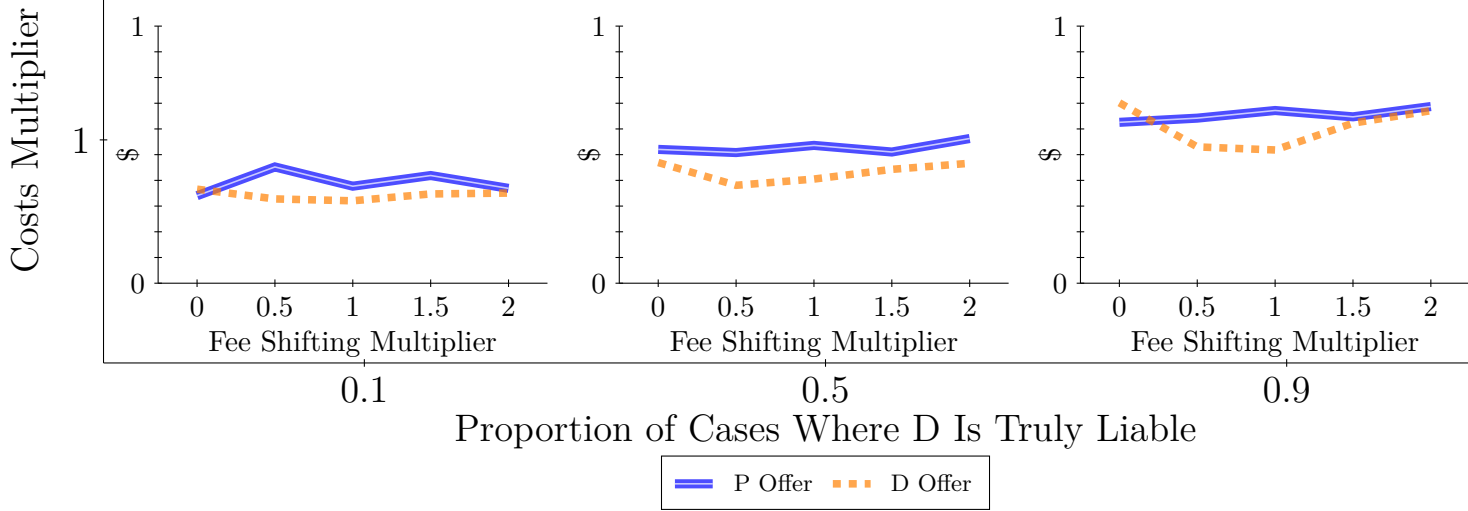 Costs Multiplier
1
1
$
0
0 0.5 1 1.5 2
Fee Shifting Multiplier
1
$
0
0 0.5 1 1.5 2
Fee Shifting Multiplier
1
$
0
0 0.5 1 1.5 2
Fee Shifting Multiplier
0.1 0.5 0.9
Proportion of Cases Where D Is Truly Liable
P Offer D Offer